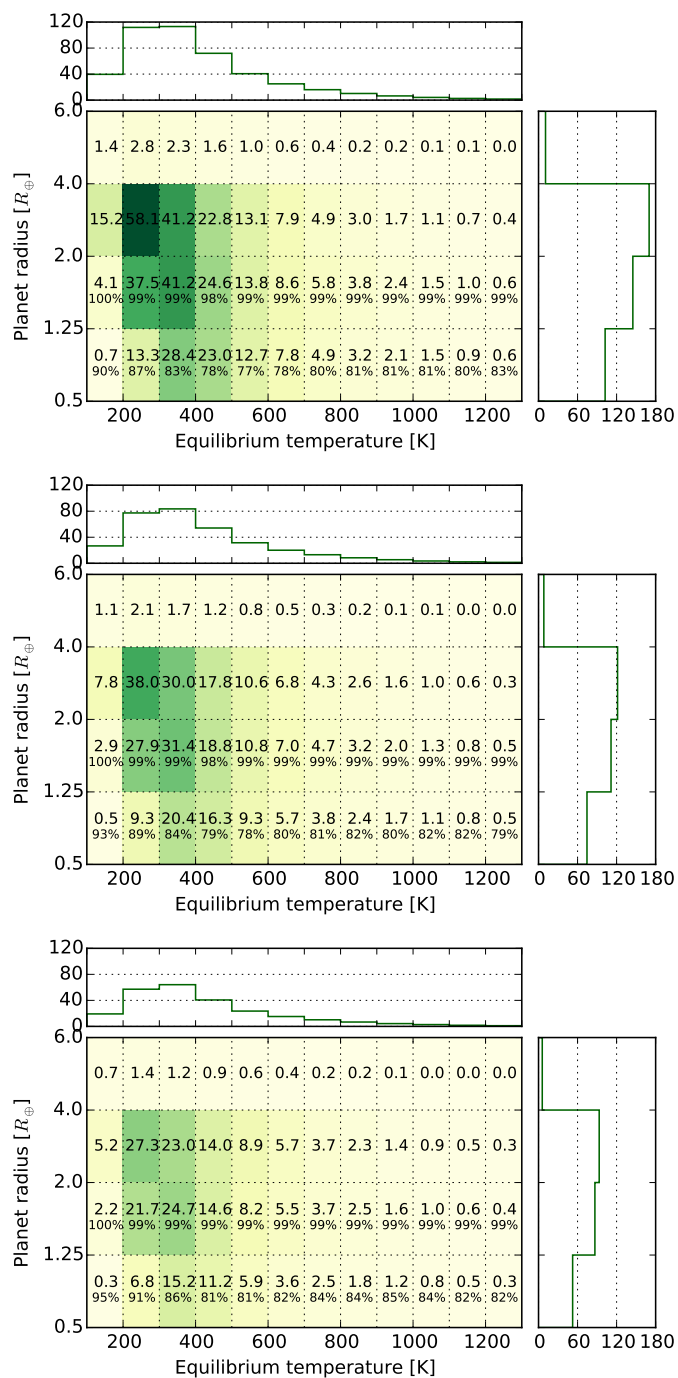 120
80
40
0
6.0
1.4 2.8 2.3 1.6 1.0 0.6 0.4 0.2 0.2 0.1 0.1 0.0
4.0
15.2 58.1 41.2 22.8 13.1 7.9 4.9 3.0 1.7 1.1 0.7 0.4
2.0
4.1 37.5 41.2 24.6 13.8 8.6 5.8 3.8 2.4 1.5 1.0 0.6
100% 99% 99% 98% 99% 99% 99% 99% 99% 99% 99% 99%
1.25
0.7 13.3 28.4 23.0 12.7 7.8 4.9 3.2 2.1 1.5 0.9 0.6
90% 87% 83% 78% 77% 78% 80% 81% 81% 81% 80% 83%
0.5
Planet radius [R⊕]
200 400 600 800 1000 1200
Equilibrium temperature [K]
0 60 120 180
120
80
40
0
6.0
1.1 2.1 1.7 1.2 0.8 0.5 0.3 0.2 0.1 0.1 0.0 0.0
4.0
7.8 38.0 30.0 17.8 10.6 6.8 4.3 2.6 1.6 1.0 0.6 0.3
2.0
2.9 27.9 31.4 18.8 10.8 7.0 4.7 3.2 2.0 1.3 0.8 0.5
100% 99% 99% 98% 99% 99% 99% 99% 99% 99% 99% 99%
1.25
0.5 9.3 20.4 16.3 9.3 5.7 3.8 2.4 1.7 1.1 0.8 0.5
93% 89% 84% 79% 78% 80% 81% 82% 80% 82% 82% 79%
0.5
Planet radius [R⊕]
200 400 600 800 1000 1200
Equilibrium temperature [K]
0 60 120 180
120
80
40
0
6.0
0.7 1.4 1.2 0.9 0.6 0.4 0.2 0.2 0.1 0.0 0.0 0.0
4.0
5.2 27.3 23.0 14.0 8.9 5.7 3.7 2.3 1.4 0.9 0.5 0.3
2.0
2.2 21.7 24.7 14.6 8.2 5.5 3.7 2.5 1.6 1.0 0.6 0.4
100% 99% 99% 99% 99% 99% 99% 99% 99% 99% 99% 99%
1.25
0.3 6.8 15.2 11.2 5.9 3.6 2.5 1.8 1.2 0.8 0.5 0.3
95% 91% 86% 81% 81% 82% 84% 84% 85% 84% 82% 82%
0.5
Planet radius [R⊕]
200 400 600 800 1000 1200
Equilibrium temperature [K]
0 60 120 180